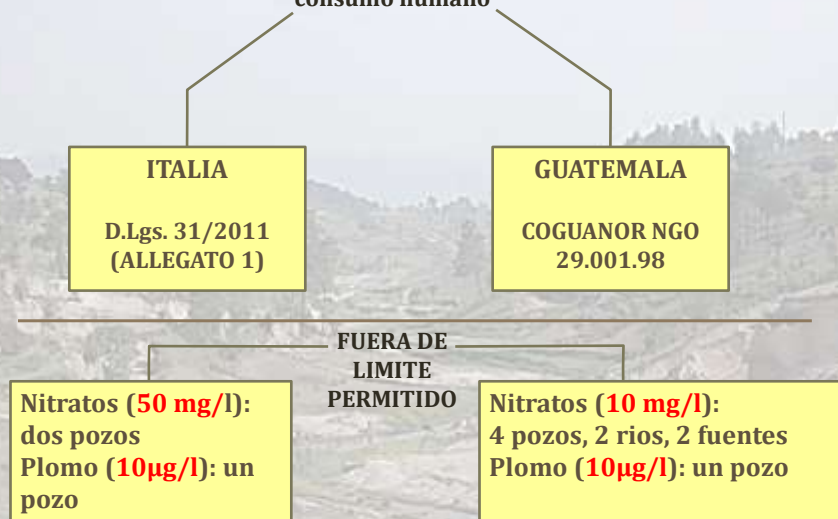 consumo humano
ITALIA
D.Lgs. 31/2011
(ALLEGATO 1)
GUATEMALA
COGUANOR NGO
29.001.98
FUERA DE
LIMITE
PERMITIDO
Nitratos (50 mg/l):
dos pozos
Plomo (10µg/l): un
pozo
Nitratos (10 mg/l):
4 pozos, 2 rios, 2 fuentes
Plomo (10µg/l): un pozo